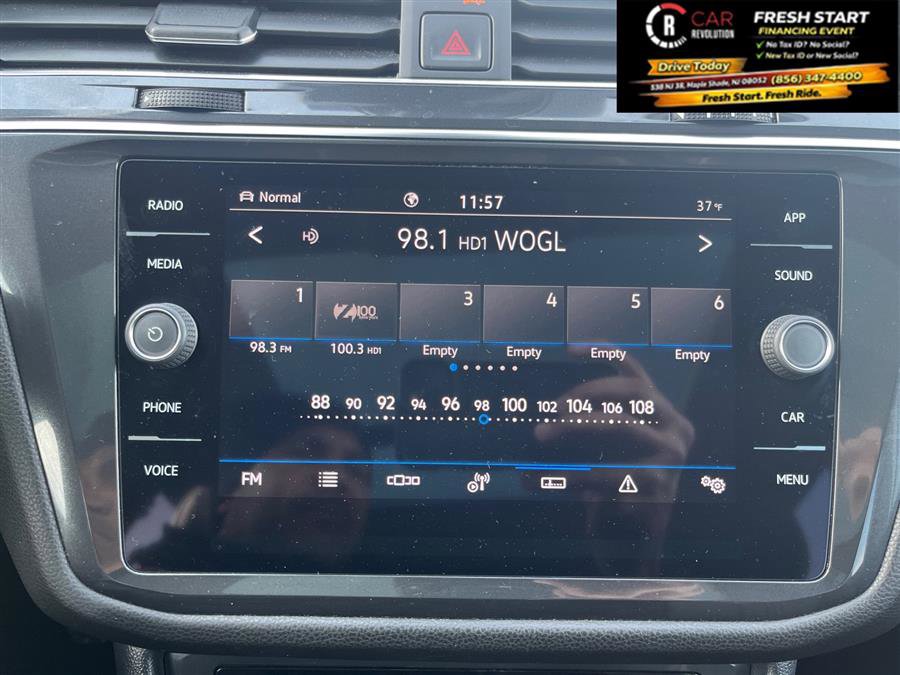 CAR
REVOLUTION
FRESH START
FINANCING EVENT
✓ No Tax ID? No Social?
✓ New Tax ID or New Social?
Drive Today
538 NJ 38, Maple Shade, NJ 08052 (856) 347-4400
Fresh Start. Fresh Ride.
RADIO
MEDIA
PHONE
VOICE
Normal
11:57
37 °F
< HD 98.1 HD1 WOGL >
1
Z100
3
4
5
6
98.3 FM
100.3 HD1
Empty
Empty
Empty
Empty
88 90 92 94 96 98 100 102 104 106 108
FM
APP
SOUND
CAR
MENU